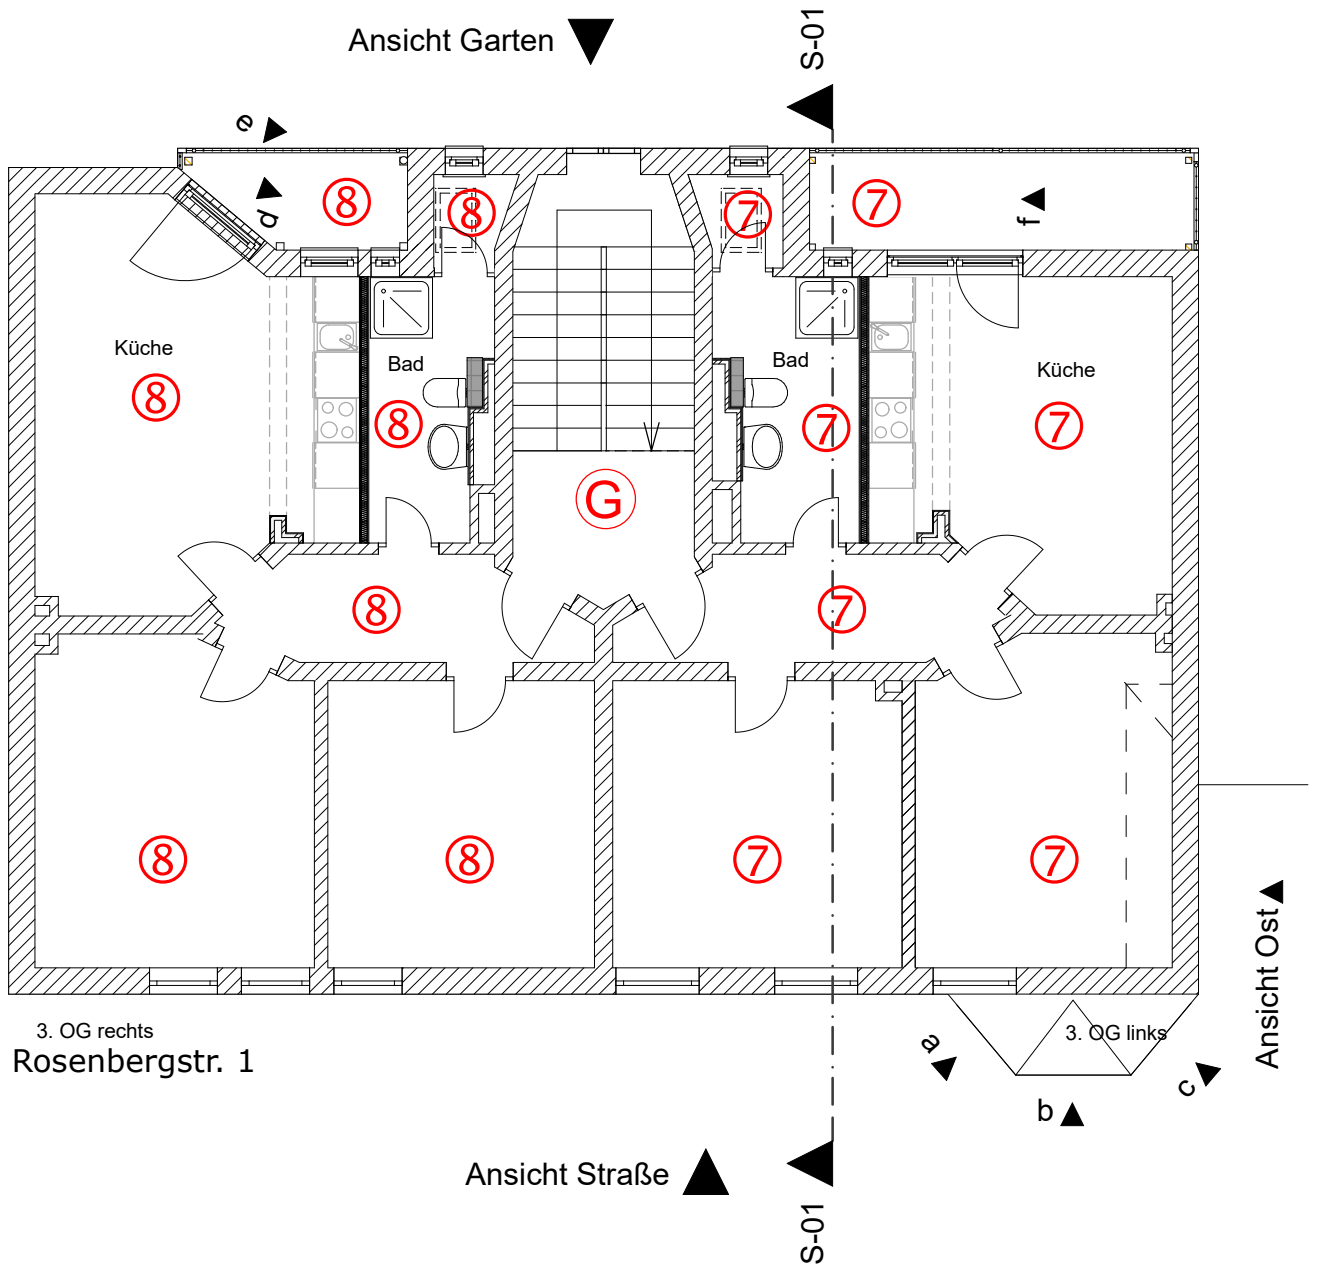 Ansicht Garten
S-01
e
d
⑧
⑧
⑦
⑦
f
Küche
Bad
Bad
Küche
⑧
⑧
⑦
⑦
G
⑧
⑦
⑧
⑧
⑦
⑦
Ansicht Ost
3. OG rechts
Rosenbergstr. 1
3. OG links
a
b
c
Ansicht Straße
S-01